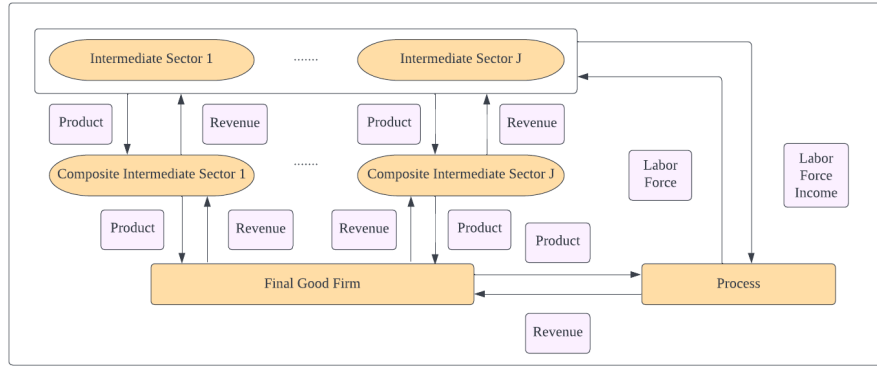 Intermediate Sector 1
.......
Intermediate Sector J
Product
Revenue
Product
Revenue
Composite Intermediate Sector 1
.......
Composite Intermediate Sector J
Labor
Force
Labor
Force
Income
Product
Revenue
Revenue
Product
Product
Final Good Firm
Process
Revenue